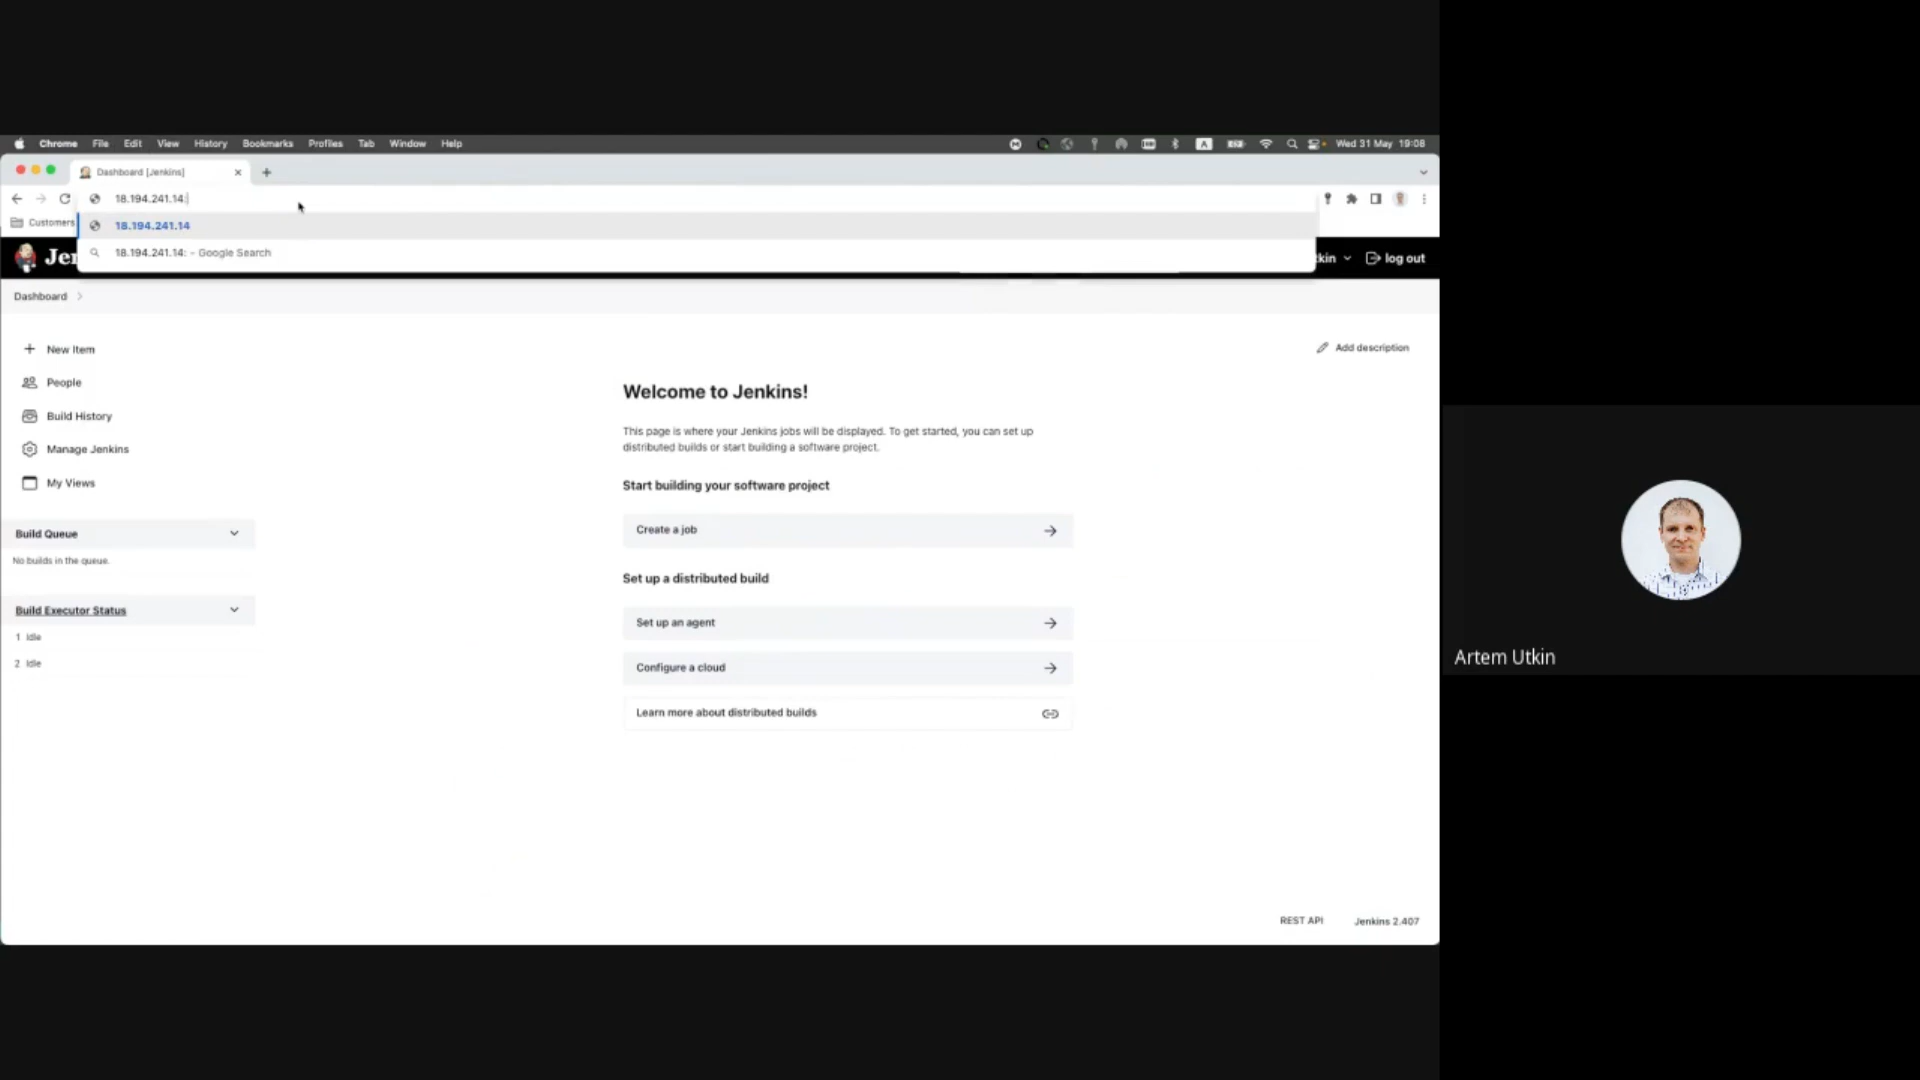 Chrome File Edit View History Bookmarks Profiles Tab Window Help
A
Wed 31 May 19:08
Dashboard [Jenkins]
18.194.241.14:
Customers
18.194.241.14
18.194.241.14: - Google Search
Jer
tkin
log out
Dashboard
New Item
People
Build History
Manage Jenkins
My Views
Build Queue
No builds in the queue.
Build Executor Status
1 Idle
2 Idle
Add description
Welcome to Jenkins!
This page is where your Jenkins jobs will be displayed. To get started, you can set up
distributed builds or start building a software project.
Start building your software project
Create a job
Set up a distributed build
Set up an agent
Configure a cloud
Learn more about distributed builds
REST API Jenkins 2.407
Artem Utkin